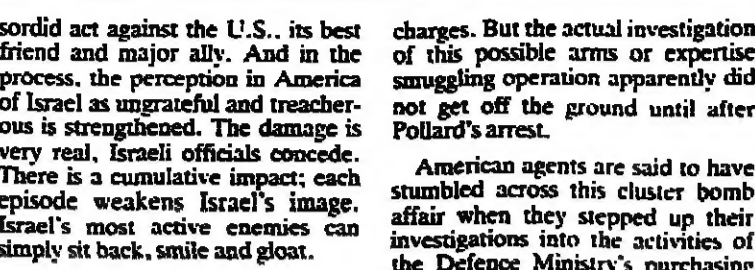 sordid act against the U.S., its best
friend and major ally. And in the
process, the perception in America
of Israel as ungrateful and treacher-
ous is strengthened. The damage is
very real, Israeli officials concede.
There is a cumulative impact; each
episode weakens Israel's image.
Israel's most active enemies can
simply sit back, smile and gloat.
charges. But the actual investigation
of this possible arms or expertise
smuggling operation apparently did
not get off the ground until after
Pollard's arrest.
American agents are said to have
stumbled across this cluster bomb
affair when they stepped up their
investigations into the activities of
the Defence Ministry's purchasing